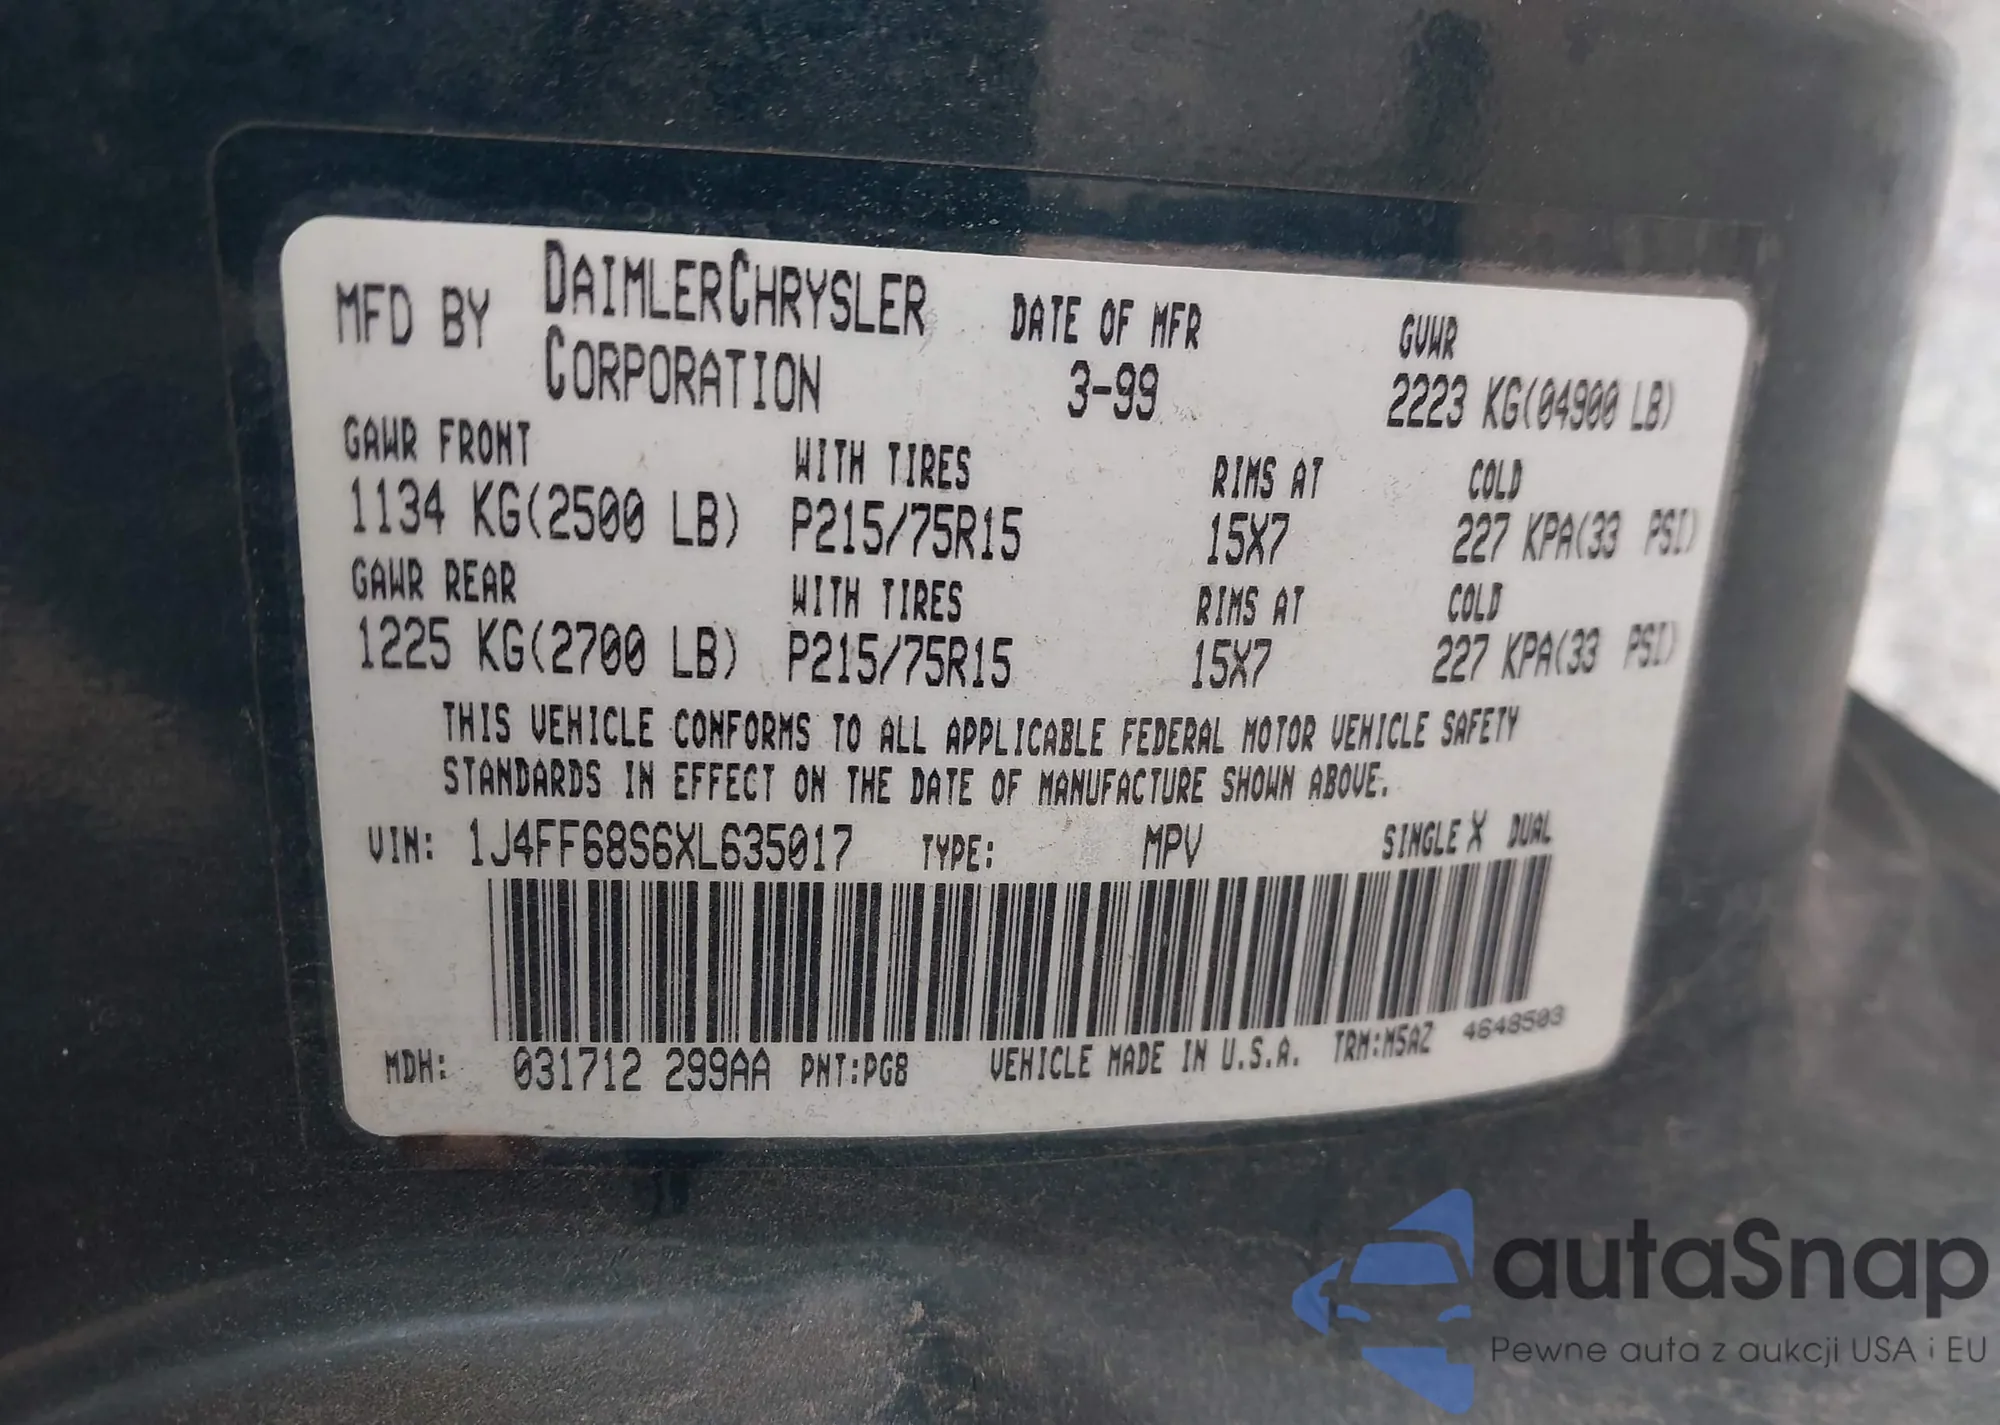 MFD BY DAIMLERCHRYSLER CORPORATION DATE OF MFR 3-99 GVWR 2223 KG(04900 LB)
GAWR FRONT WITH TIRES RIMS AT COLD
1134 KG(2500 LB) P215/75R15 15X7 227 KPA(33 PSI)
GAWR REAR WITH TIRES RIMS AT COLD
1225 KG(2700 LB) P215/75R15 15X7 227 KPA(33 PSI)
THIS VEHICLE CONFORMS TO ALL APPLICABLE FEDERAL MOTOR VEHICLE SAFETY
STANDARDS IN EFFECT ON THE DATE OF MANUFACTURE SHOWN ABOVE.
VIN: 1J4FF68S6XL635017 TYPE: MPV SINGLE X DUAL
MDH: 031712 299AA PNT:PG8 VEHICLE MADE IN U.S.A. TRM:M5AZ 4648503
autaSnap
Pewne auta z aukcji USA i EU